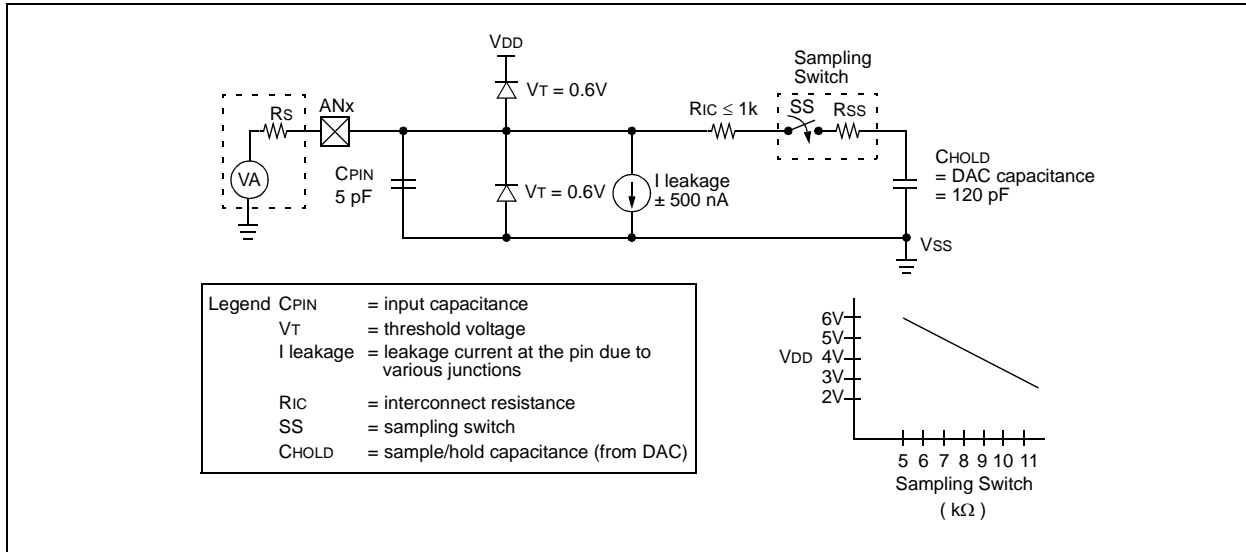 VDD
VT = 0.6V
Sampling
Switch
RS
ANx
RIC ≤ 1k
SS
RSS
VA
CPIN
5 pF
VT = 0.6V
I leakage
± 500 nA
CHOLD
= DAC capacitance
= 120 pF
VSS
Legend CPIN = input capacitance
VT = threshold voltage
I leakage = leakage current at the pin due to
various junctions
RIC = interconnect resistance
SS = sampling switch
CHOLD = sample/hold capacitance (from DAC)
VDD
6V
5V
4V
3V
2V
5 6 7 8 9 10 11
Sampling Switch
( kΩ )